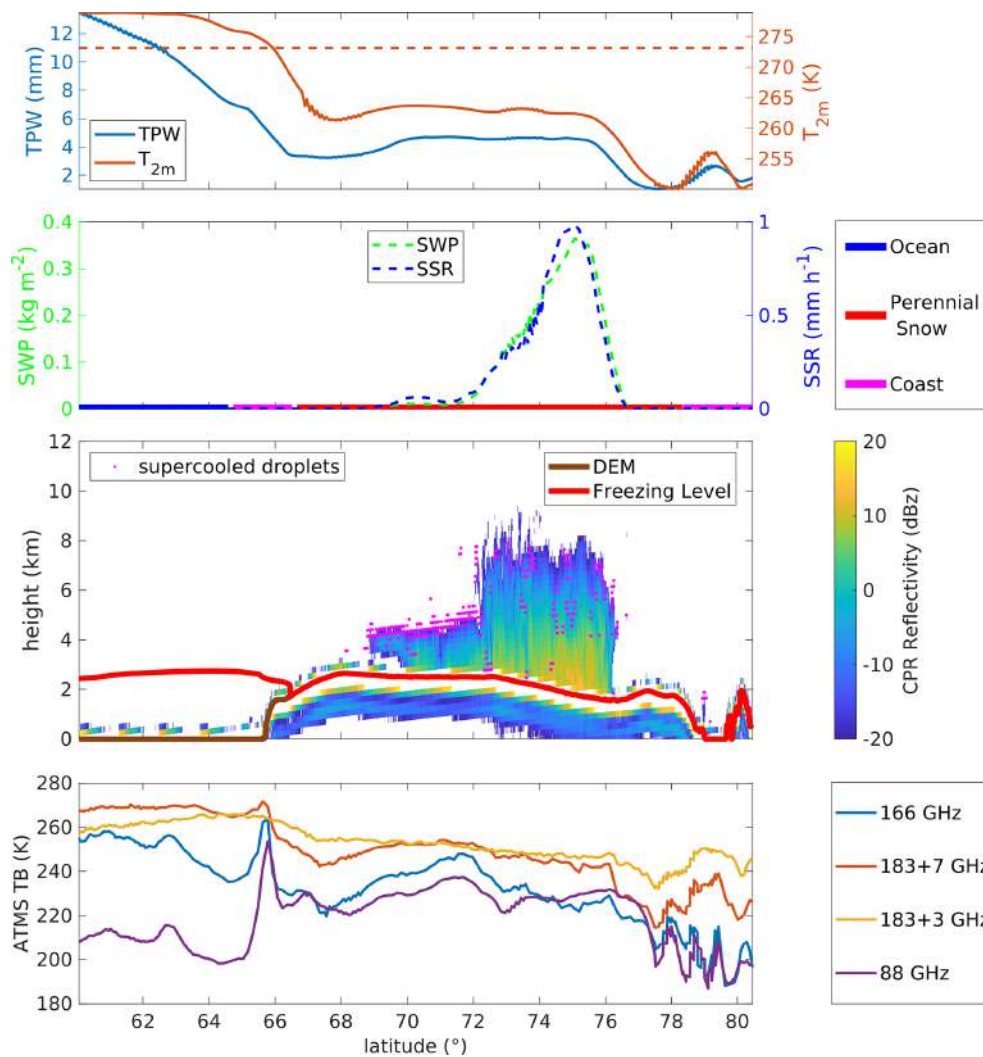 12
10
8
6
4
2
TPW (mm)
TPW
T2m
275
270
265
260
255
T2m (K)
0.4
0.3
0.2
0.1
0
SWP (kg m-2)
SWP
SSR
1
0.5
0
SSR (mm h-1)
Ocean
Perennial
Snow
Coast
12
10
8
6
4
2
0
height (km)
supercooled droplets
DEM
Freezing Level
20
10
0
-10
-20
CPR Reflectivity (dBz)
280
260
240
220
200
180
ATMS TB (K)
62 64 66 68 70 72 74 76 78 80
latitude (°)
166 GHz
183+7 GHz
183+3 GHz
88 GHz